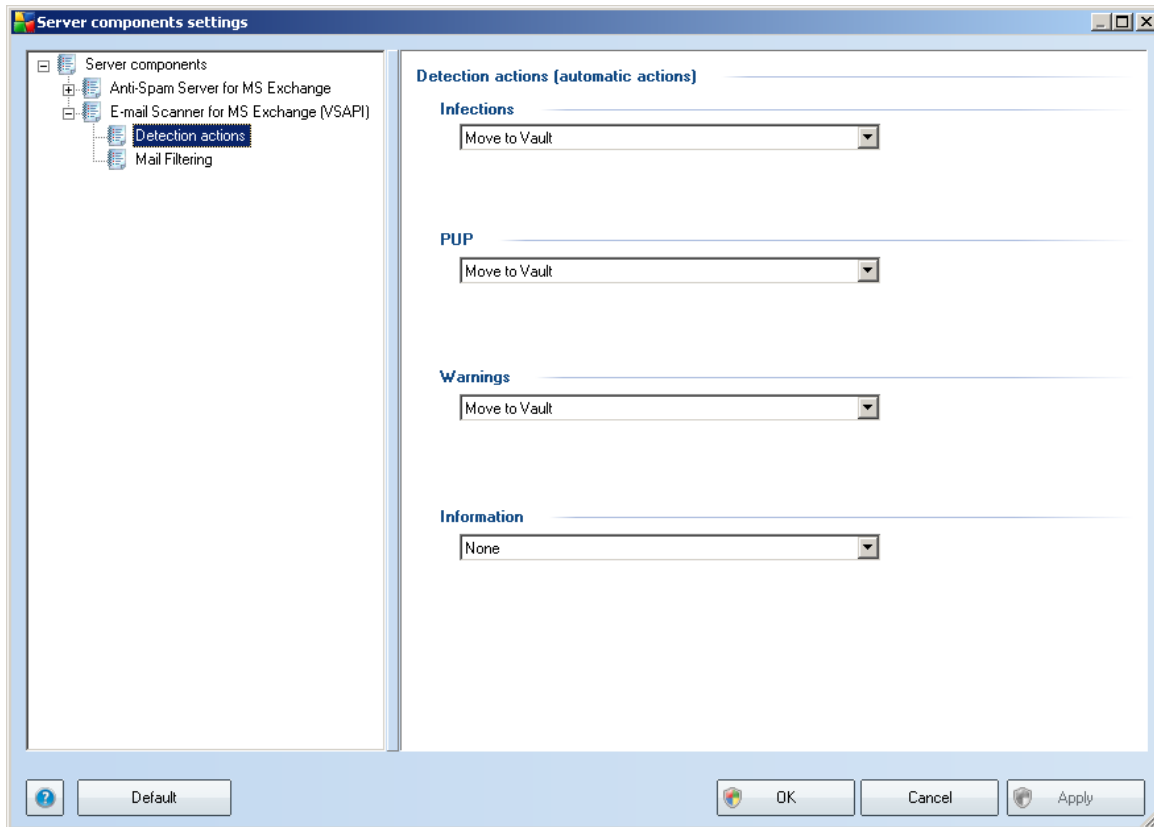 Server components settings
Server components
Anti-Spam Server for MS Exchange
E-mail Scanner for MS Exchange (VSAPI)
Detection actions
Mail Filtering
Detection actions (automatic actions)
Infections
Move to Vault
PUP
Move to Vault
Warnings
Move to Vault
Information
None
Default
OK
Cancel
Apply